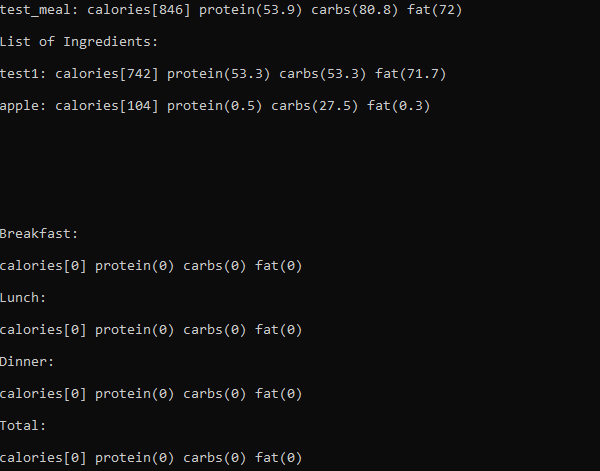 test_meal: calories[846] protein(53.9) carbs(80.8) fat(72)
List of Ingredients:
test1: calories[742] protein(53.3) carbs(53.3) fat(71.7)
apple: calories[104] protein(0.5) carbs(27.5) fat(0.3)
Breakfast:
calories[0] protein(0) carbs(0) fat(0)
Lunch:
calories[0] protein(0) carbs(0) fat(0)
Dinner:
calories[0] protein(0) carbs(0) fat(0)
Total:
calories[0] protein(0) carbs(0) fat(0)